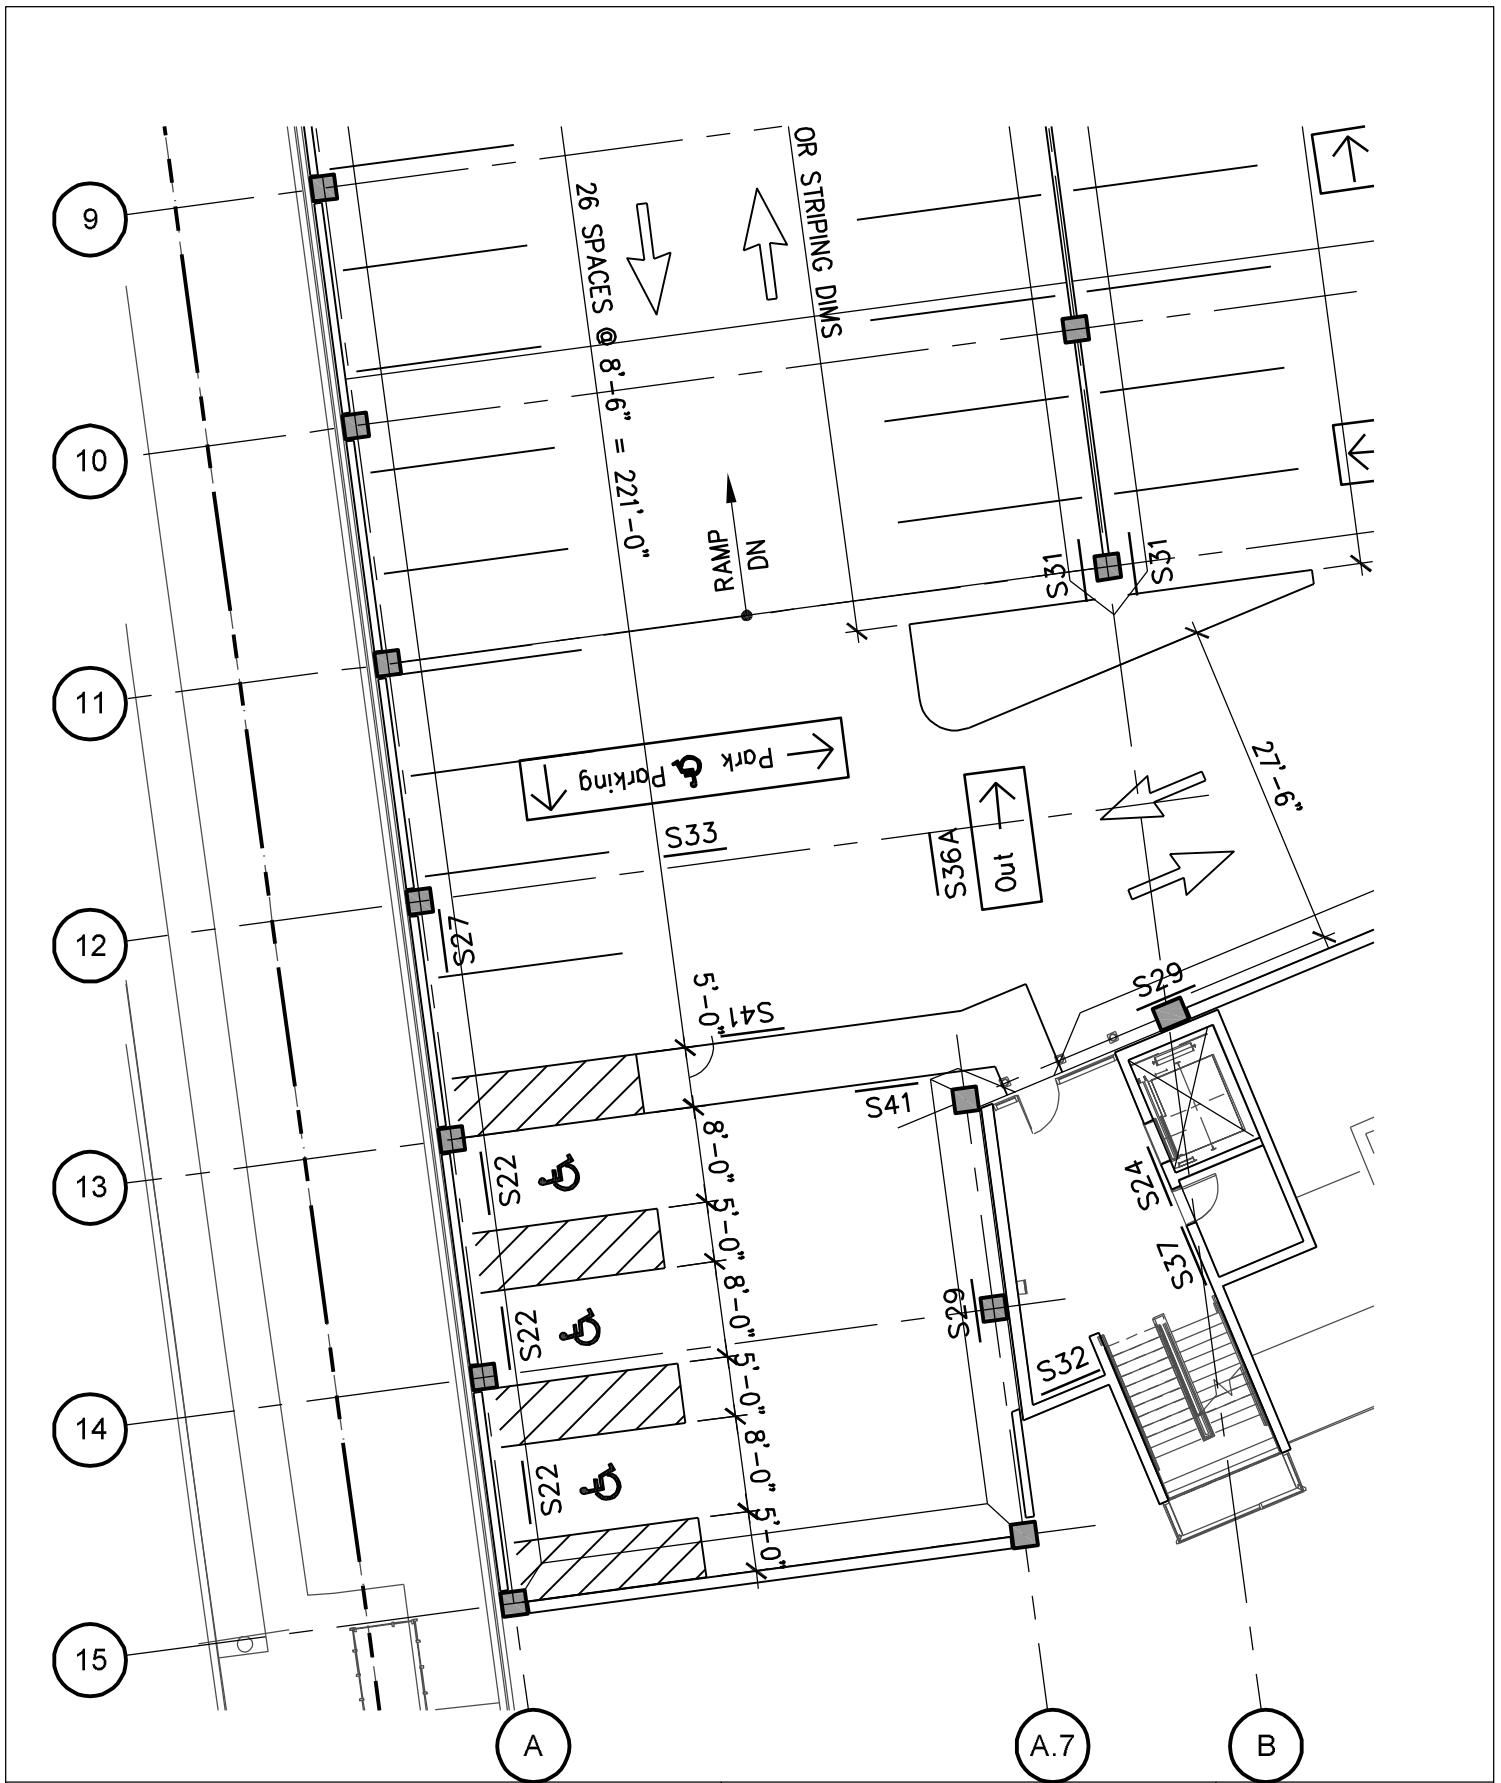 OR STRIPING DIMS
26 SPACES @ 8'-6" = 221'-0"
9
10
RAMP
DN
S31
S31
11
Park
Parking
27'-9"
S33
S36A
Out
12
S27
5'-0"
S41
S29
S41
13
S22
8'-0"
5'-0"
S24
S37
8'-0"
S22
S29
5'-0"
S32
14
8'-0"
S22
5'-0"
15
A
A.7
B